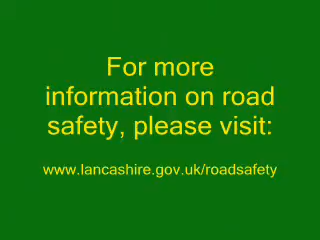 For more
information on road
safety, please visit:
www.lancashire.gov.uk/roadsafety